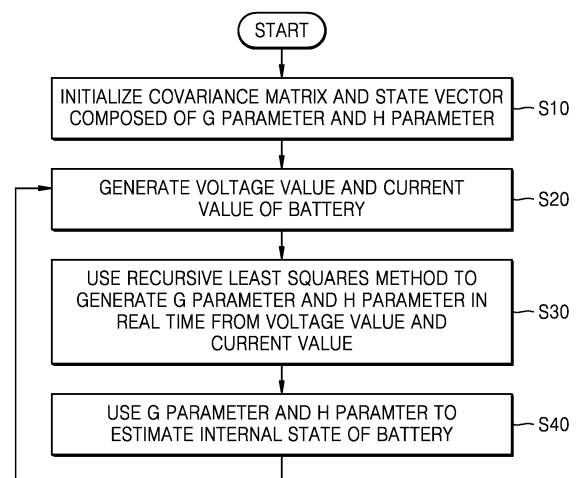 START
INITIALIZE COVARIANCE MATRIX AND STATE VECTOR
COMPOSED OF G PARAMETER AND H PARAMETER
S10
GENERATE VOLTAGE VALUE AND CURRENT
VALUE OF BATTERY
S20
USE RECURSIVE LEAST SQUARES METHOD TO
GENERATE G PARAMETER AND H PARAMETER IN
REAL TIME FROM VOLTAGE VALUE AND
CURRENT VALUE
S30
USE G PARAMETER AND H PARAMTER TO
ESTIMATE INTERNAL STATE OF BATTERY
S40